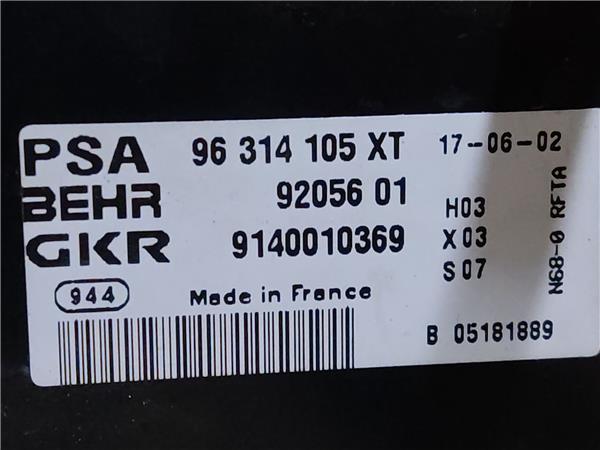 PSA 96 314 105 XT 17-06-02
BEHR 92056 01 H03
GKR 9140010369 X03
S07
N68-0 RFTA
944 Made in France
B 05181889